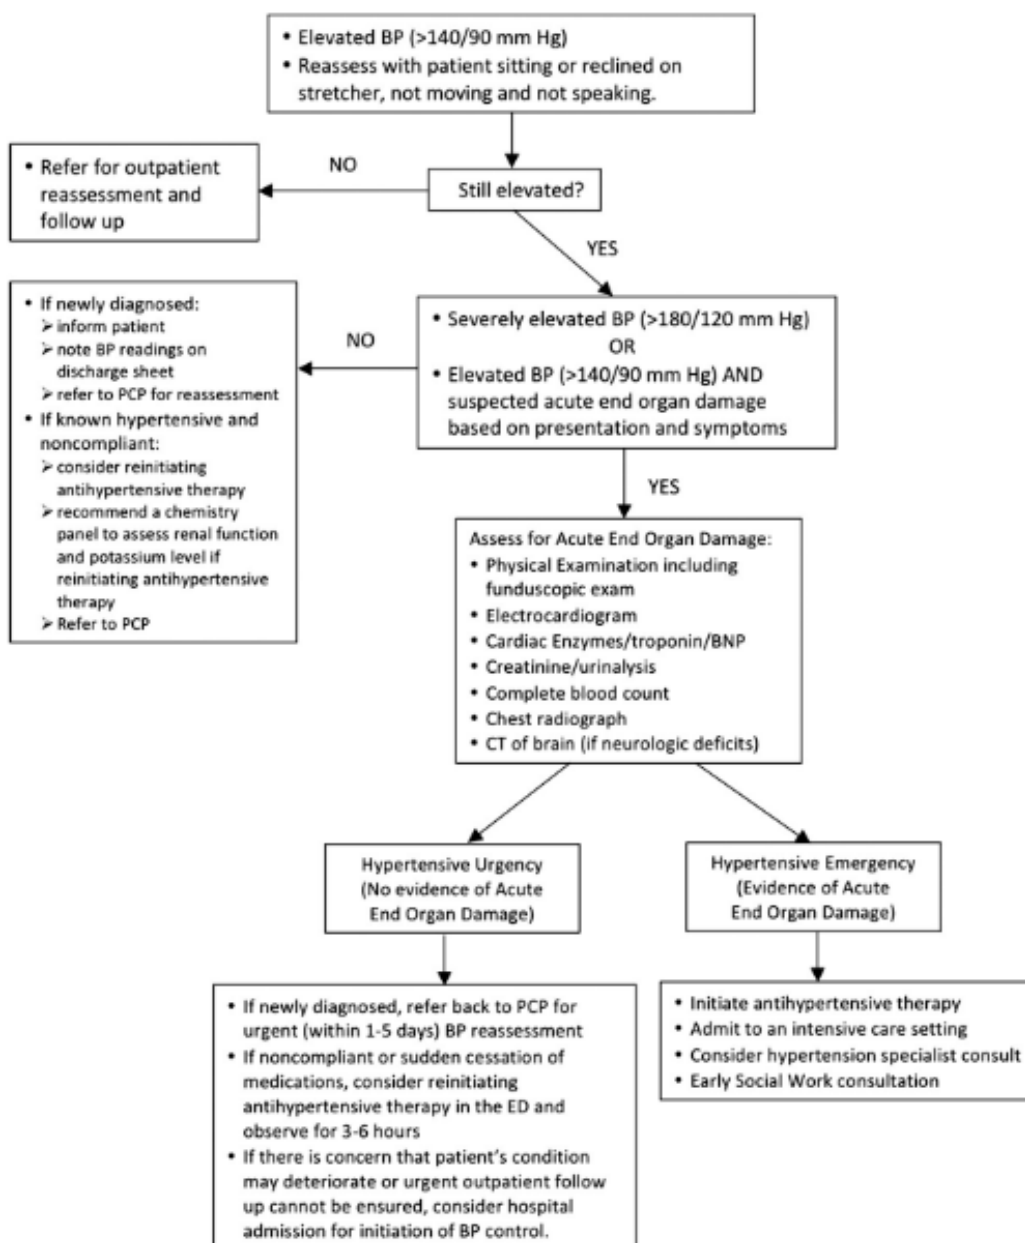 • Elevated BP (>140/90 mm Hg)
• Reassess with patient sitting or reclined on
stretcher, not moving and not speaking.
NO
• Refer for outpatient
reassessment and
follow up
Still elevated?
YES
• If newly diagnosed:
➢ inform patient
➢ note BP readings on
discharge sheet
➢ refer to PCP for reassessment
• If known hypertensive and
noncompliant:
➢ consider reinitiating
antihypertensive therapy
➢ recommend a chemistry
panel to assess renal function
and potassium level if
reinitiating antihypertensive
therapy
➢ Refer to PCP
NO
• Severely elevated BP (>180/120 mm Hg)
OR
• Elevated BP (>140/90 mm Hg) AND
suspected acute end organ damage
based on presentation and symptoms
YES
Assess for Acute End Organ Damage:
• Physical Examination including
funduscopic exam
• Electrocardiogram
• Cardiac Enzymes/troponin/BNP
• Creatinine/urinalysis
• Complete blood count
• Chest radiograph
• CT of brain (if neurologic deficits)
Hypertensive Urgency
(No evidence of Acute
End Organ Damage)
Hypertensive Emergency
(Evidence of Acute
End Organ Damage)
• If newly diagnosed, refer back to PCP for
urgent (within 1-5 days) BP reassessment
• If noncompliant or sudden cessation of
medications, consider reinitiating
antihypertensive therapy in the ED and
observe for 3-6 hours
• If there is concern that patient's condition
may deteriorate or urgent outpatient follow
up cannot be ensured, consider hospital
admission for initiation of BP control.
• Initiate antihypertensive therapy
• Admit to an intensive care setting
• Consider hypertension specialist consult
• Early Social Work consultation